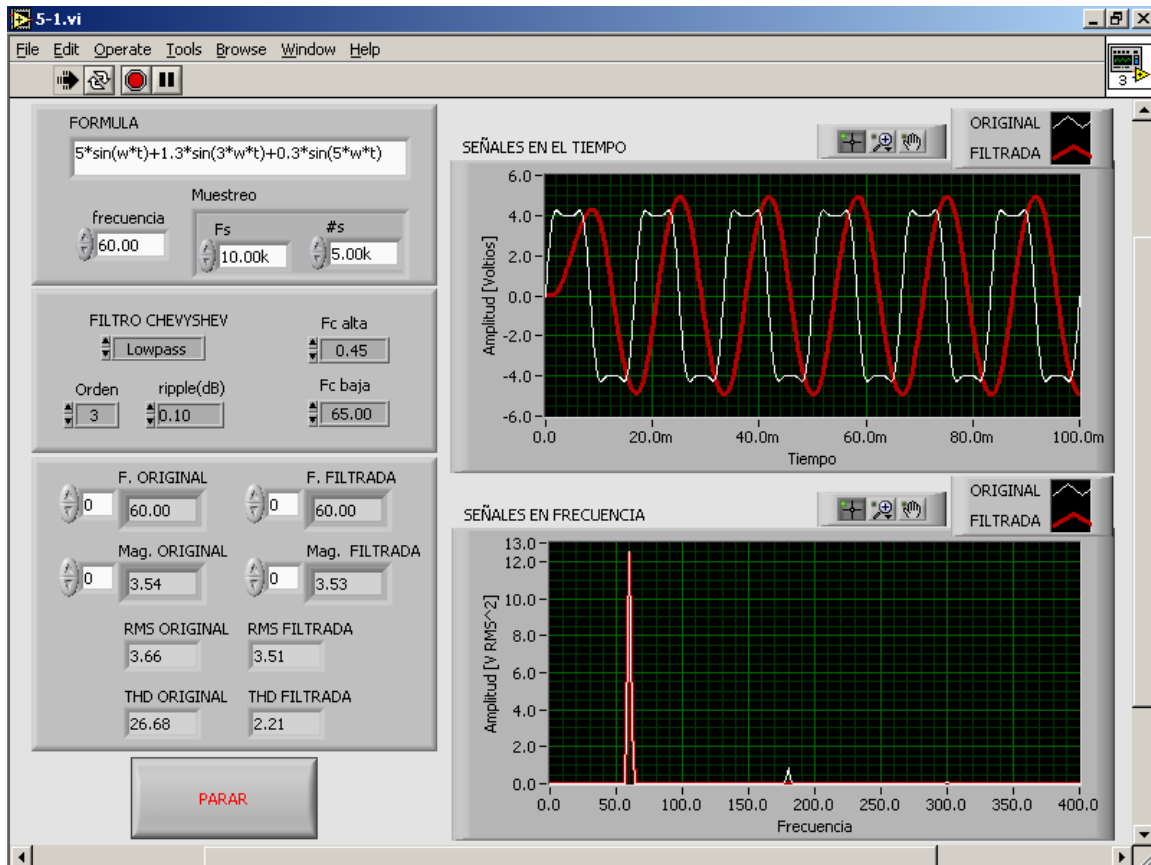 5-1.vi
File Edit Operate Tools Browse Window Help
3
FORMULA
5*sin(w*t)+1.3*sin(3*w*t)+0.3*sin(5*w*t)
Muestreo
frecuencia
60.00
Fs
10.00k
#s
5.00k
FILTRO CHEVYSHEV
Lowpass
Fc alta
0.45
Orden
3
ripple(dB)
0.10
Fc baja
65.00
F. ORIGINAL
0
60.00
F. FILTRADA
0
60.00
Mag. ORIGINAL
0
3.54
Mag. FILTRADA
0
3.53
RMS ORIGINAL
3.66
RMS FILTRADA
3.51
THD ORIGINAL
26.68
THD FILTRADA
2.21
PARAR
SEÑALES EN EL TIEMPO
ORIGINAL
FILTRADA
Amplitud [Voltios]
6.0
4.0
2.0
0.0
-2.0
-4.0
-6.0
0.0 20.0m 40.0m 60.0m 80.0m 100.0m
Tiempo
SEÑALES EN FRECUENCIA
ORIGINAL
FILTRADA
Amplitud [V RMS^2]
13.0
12.0
10.0
8.0
6.0
4.0
2.0
0.0
0.0 50.0 100.0 150.0 200.0 250.0 300.0 350.0 400.0
Frecuencia